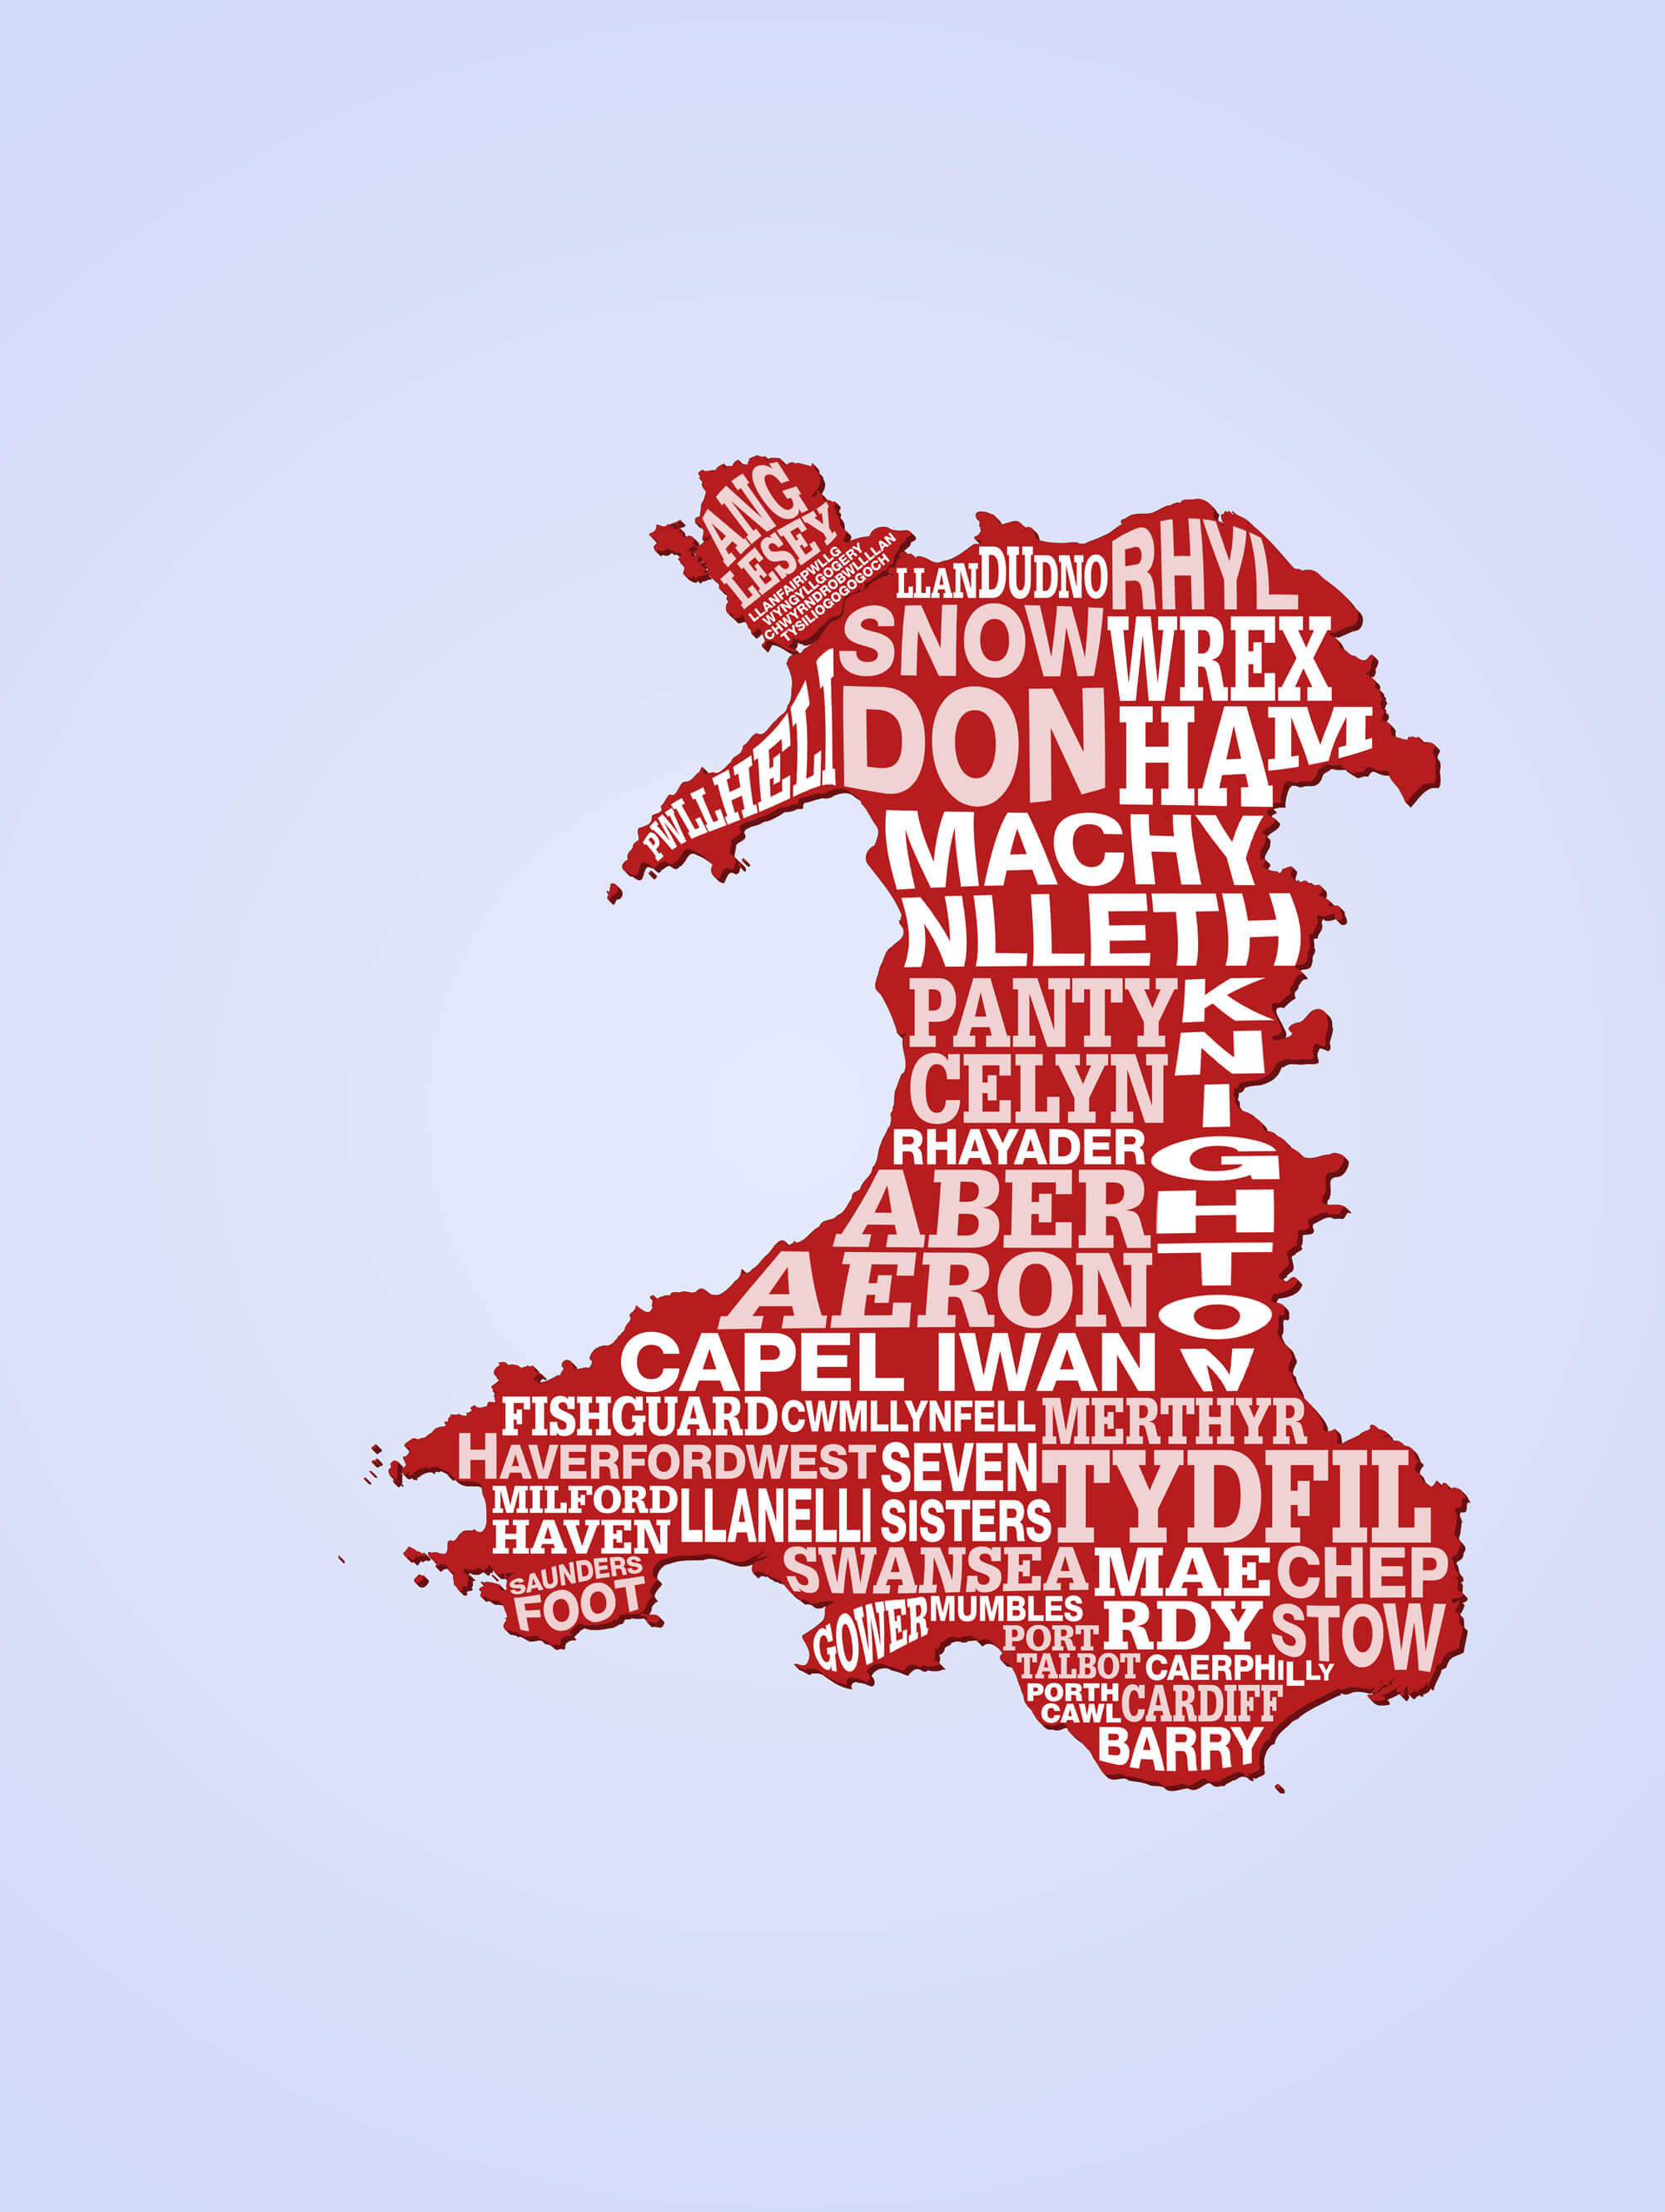 ANG
LESEY
LLANFAIRPWLLG
WYNGYLLGOGERY
CHWYRNDROBWLLLLAN
TYSILIOGOGOGOCH
LLANDUDNO
RHYL
SNOW
DON
WREX
HAM
PWLLHELI
MACHY
NLLETH
PANTY
CELYN
KNIGHTON
RHAYADER
ABER
AERON
CAPEL IWAN
FISHGUARD
CWMLLYNFELL
MERTHYR
TYDFIL
HAVERFORDWEST
SEVEN
SISTERS
MILFORD
HAVEN
LLANELLI
SAUNDERS
FOOT
SWANSEA
MAE
RDY
CHEP
STOW
GOWER
MUMBLES
PORT
TALBOT
CAERPHILLY
PORTH
CAWL
CARDIFF
BARRY